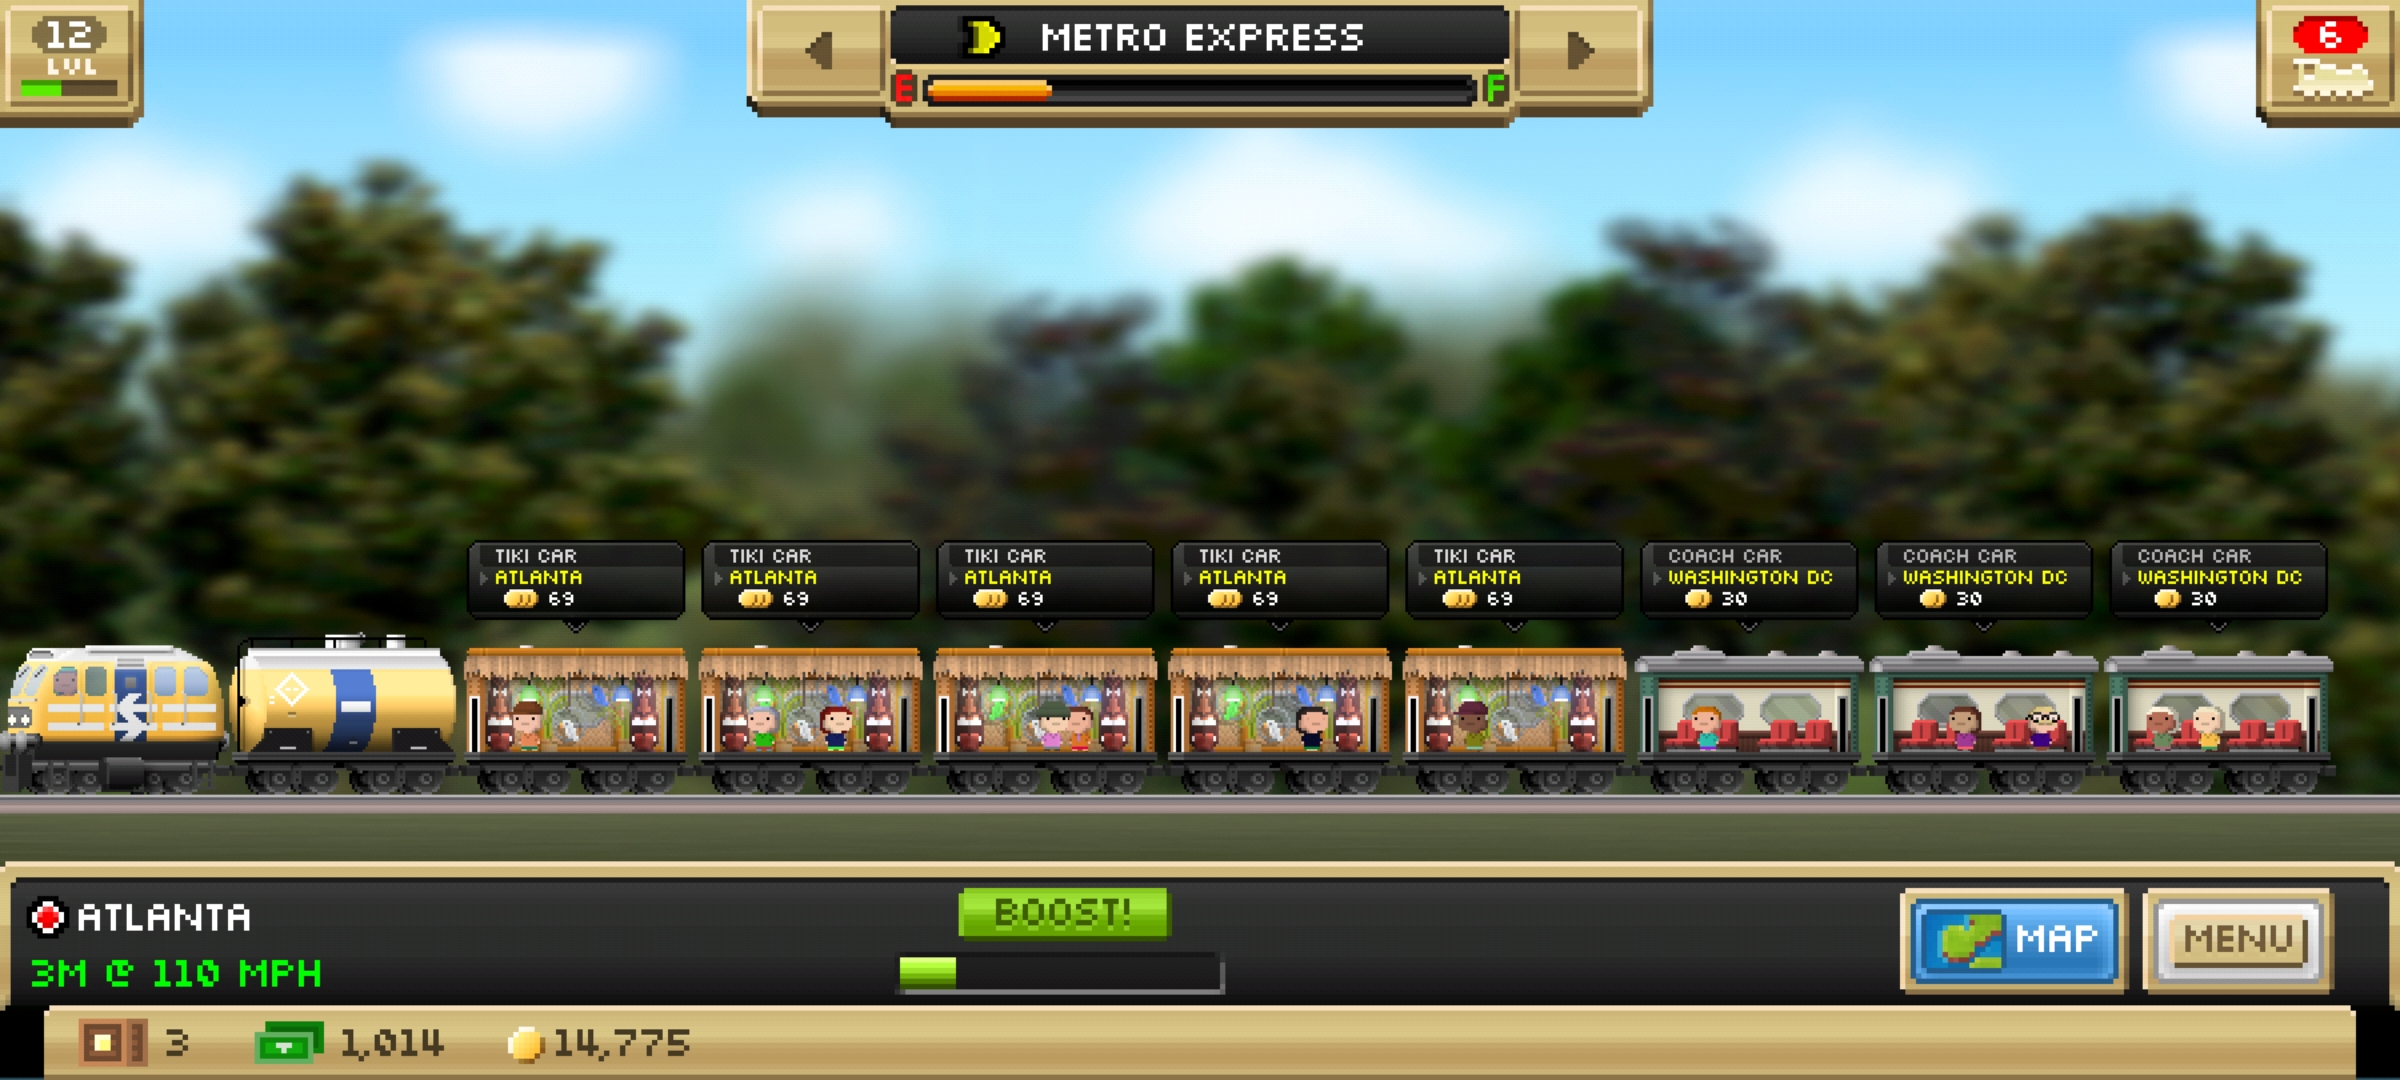 12
LVL
METRO EXPRESS
E F
6
TIKI CAR
ATLANTA
69
TIKI CAR
ATLANTA
69
TIKI CAR
ATLANTA
69
TIKI CAR
ATLANTA
69
TIKI CAR
ATLANTA
69
COACH CAR
WASHINGTON DC
30
COACH CAR
WASHINGTON DC
30
COACH CAR
WASHINGTON DC
30
ATLANTA
3M @ 110 MPH
BOOST!
MAP
MENU
3
1,014
14,775